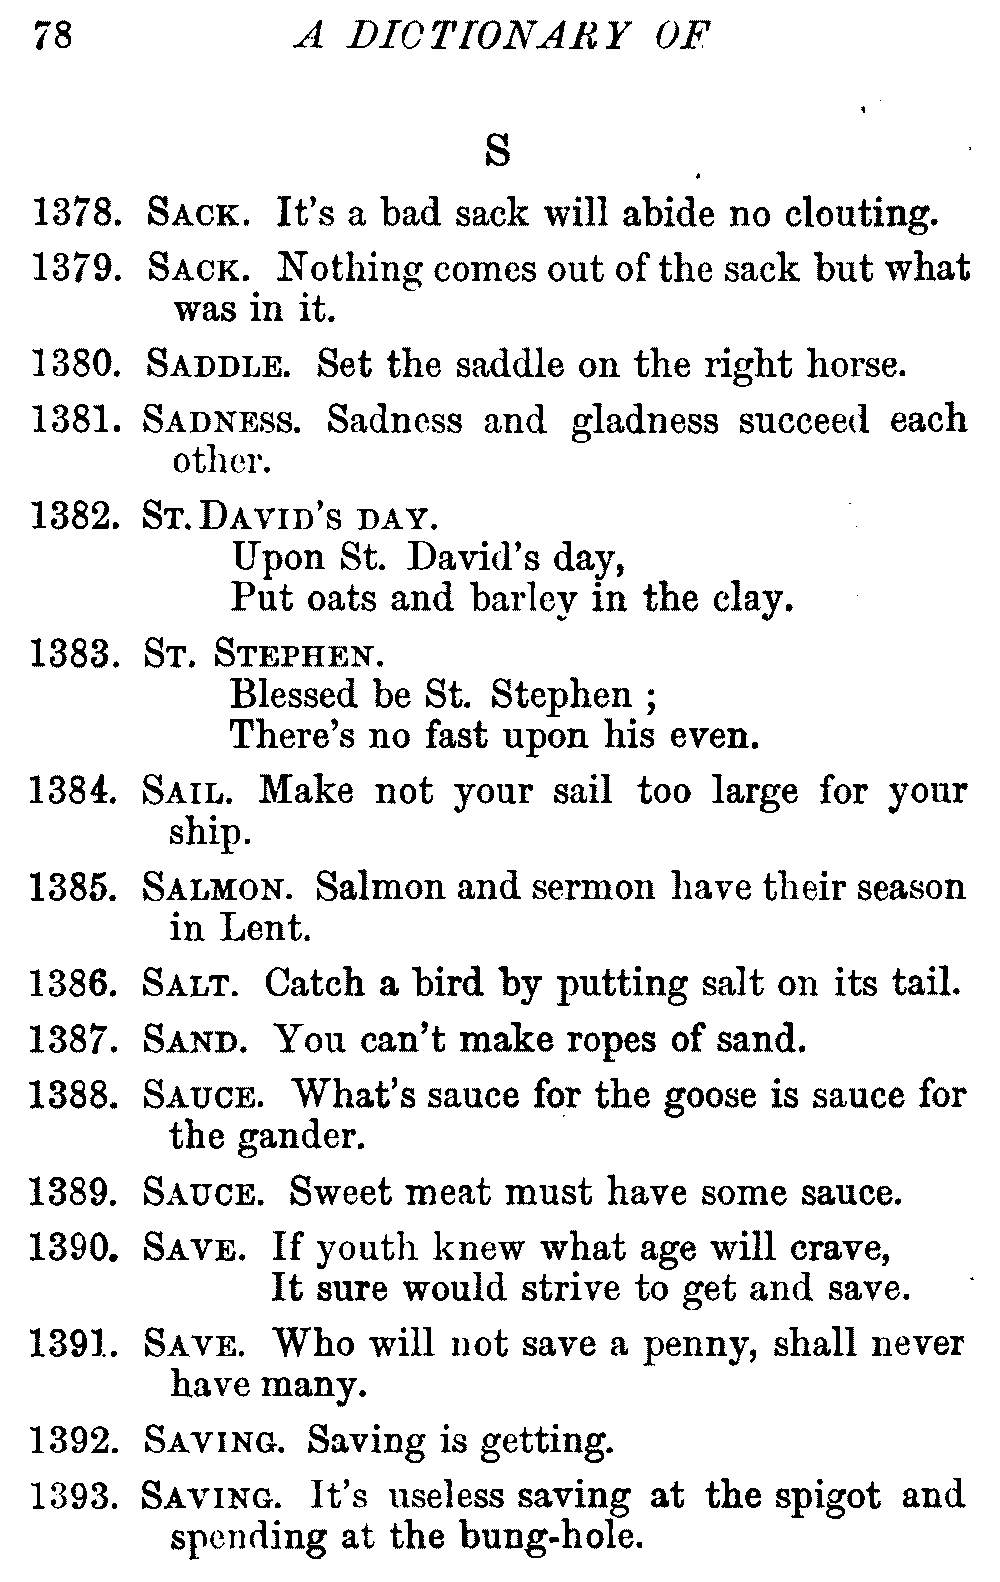 78 A DICTIONARY OF
S
1378. SACK. It's a bad sack will abide no clouting.
1379. SACK. Nothing comes out of the sack but what
was in it.
1380. SADDLE. Set the saddle on the right horse.
1381. SADNESS. Sadness and gladness succeed each
other.
1382. ST. DAVID'S DAY.
Upon St. David's day,
Put oats and barley in the clay.
1383. ST. STEPHEN.
Blessed be St. Stephen ;
There's no fast upon his even.
1384. SAIL. Make not your sail too large for your
ship.
1385. SALMON. Salmon and sermon have their season
in Lent.
1386. SALT. Catch a bird by putting salt on its tail.
1387. SAND. You can't make ropes of sand.
1388. SAUCE. What's sauce for the goose is sauce for
the gander.
1389. SAUCE. Sweet meat must have some sauce.
1390. SAVE. If youth knew what age will crave,
It sure would strive to get and save.
1391. SAVE. Who will not save a penny, shall never
have many.
1392. SAVING. Saving is getting.
1393. SAVING. It's useless saving at the spigot and
spending at the bung-hole.